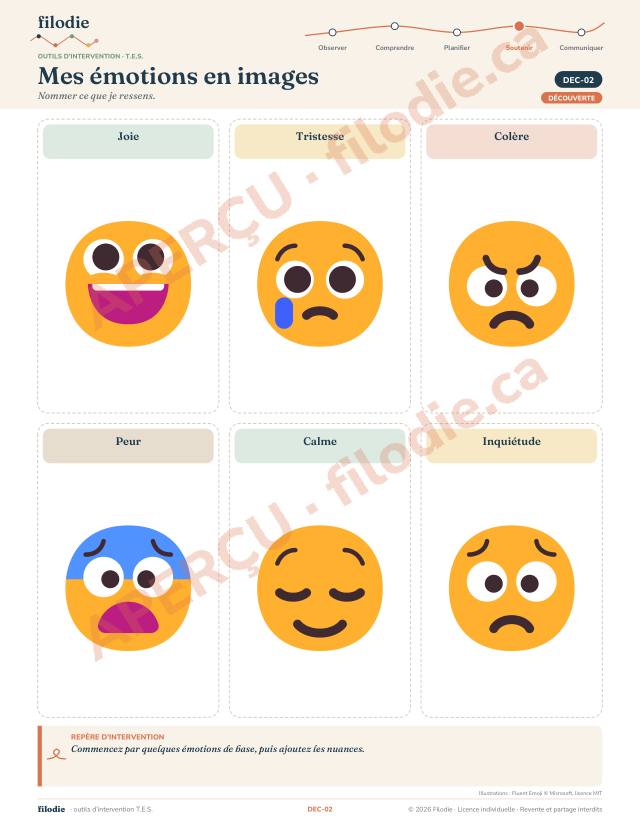 filodie
OUTILS D'INTERVENTION · T.E.S.
Observer Comprendre Planifier Soutenir Communiquer
Mes émotions en images
Nommer ce que je ressens.
DEC-02
DÉCOUVERTE
Joie Tristesse Colère
APERÇU · filodie.ca
Peur Calme Inquiétude
APERÇU · filodie.ca
REPÈRE D'INTERVENTION
Commencez par quelques émotions de base, puis ajoutez les nuances.
Illustrations : Fluent Emoji © Microsoft, licence MIT
filodie · outils d'intervention T.E.S. DEC-02 © 2026 Filodie · Licence individuelle · Revente et partage interdits